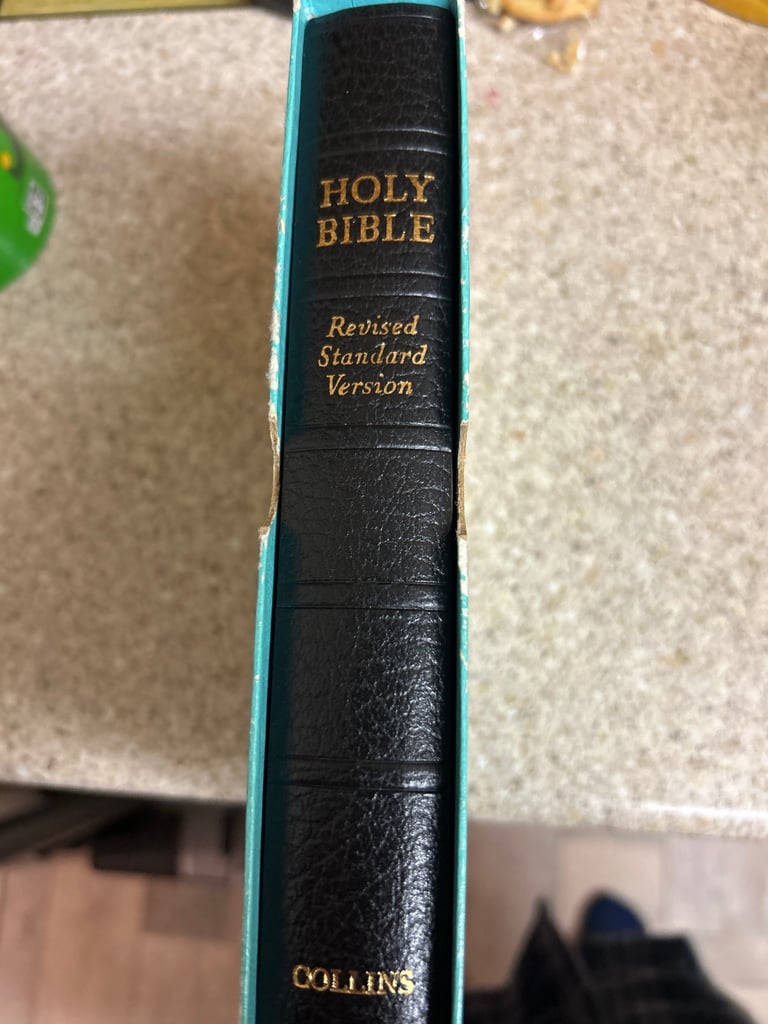 HOLY
BIBLE
Revised
Standard
Version
COLLINS